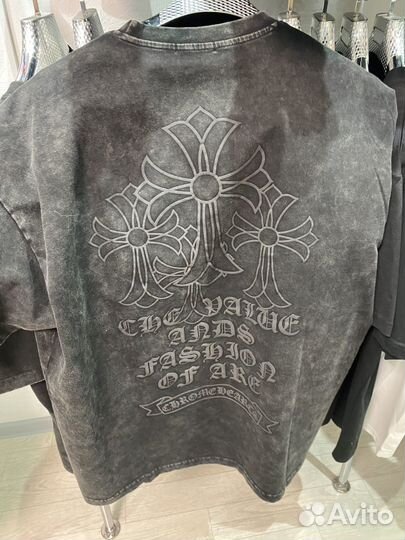 CHE VALUE
ANDS
FASHION
OF ARE
CHROMEHEARTS
Avito